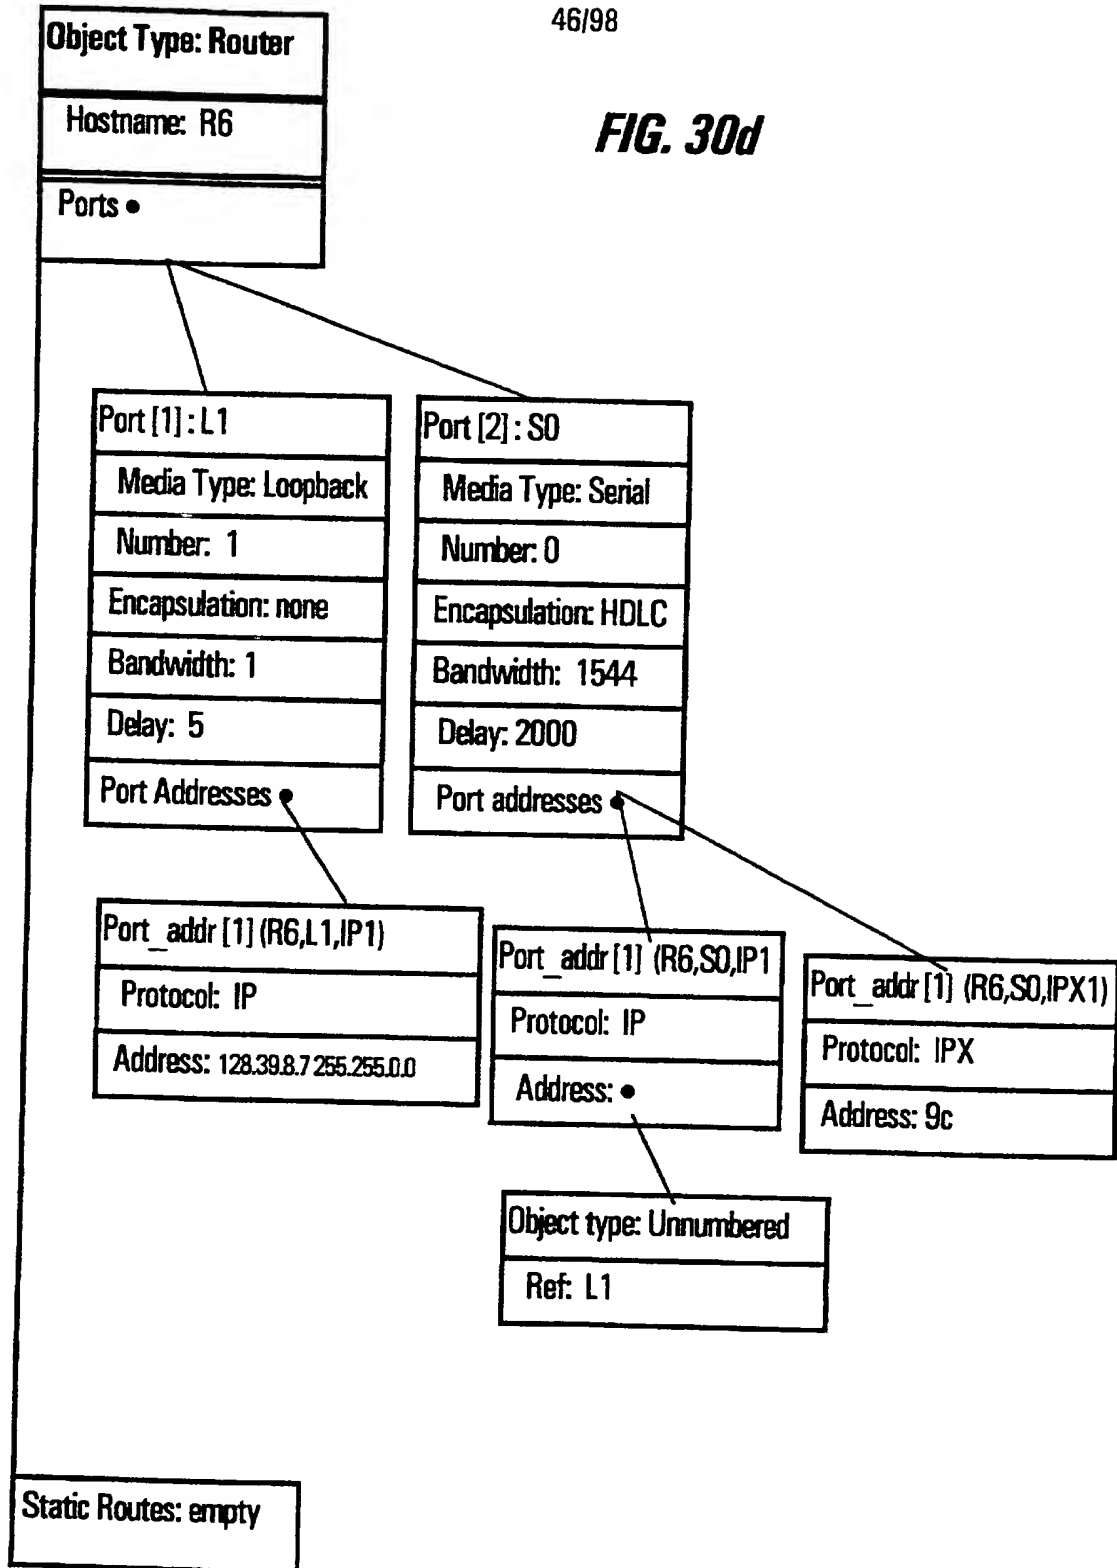 46/98
FIG. 30d
Object Type: Router
Hostname: R6
Ports •
Port [1] : L1
Media Type: Loopback
Number: 1
Encapsulation: none
Bandwidth: 1
Delay: 5
Port Addresses •
Port [2] : S0
Media Type: Serial
Number: 0
Encapsulation: HDLC
Bandwidth: 1544
Delay: 2000
Port addresses •
Port_addr [1] (R6,L1,IP1)
Protocol: IP
Address: 128.39.8.7 255.255.0.0
Port_addr [1] (R6,S0,IP1
Protocol: IP
Address: •
Port_addr [1] (R6,S0,IPX1)
Protocol: IPX
Address: 9c
Object type: Unnumbered
Ref: L1
Static Routes: empty